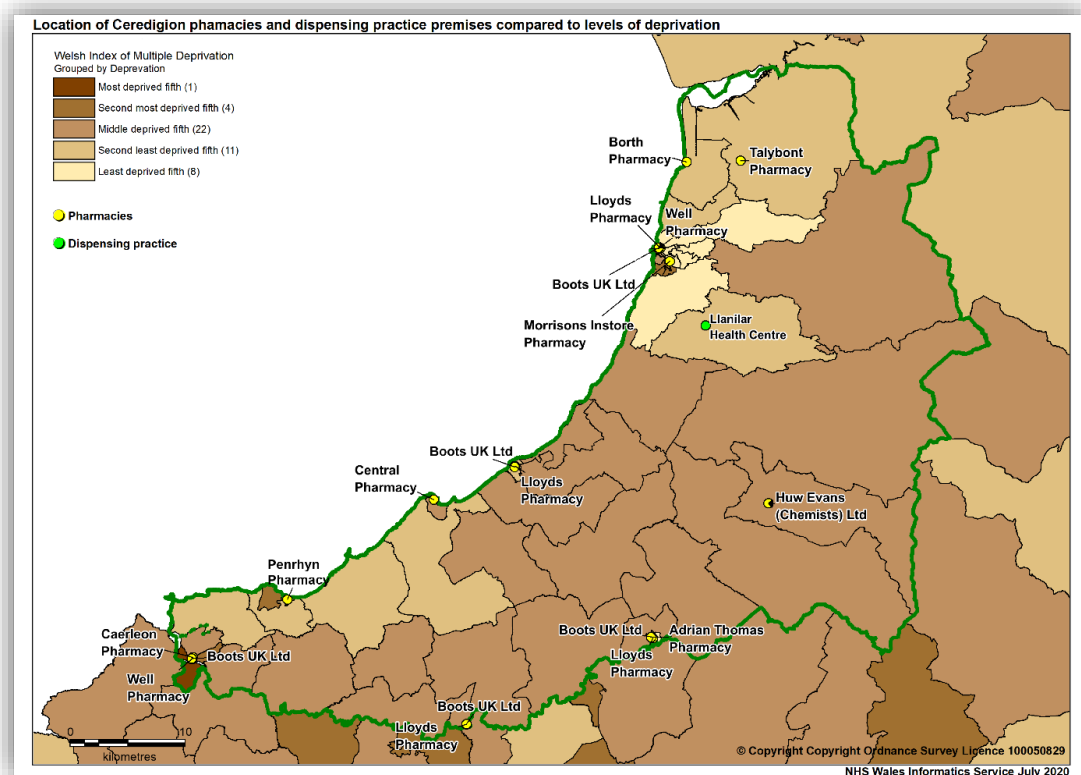 Location of Ceredigion phamacies and dispensing practice premises compared to levels of deprivation
Welsh Index of Multiple Deprivation
Grouped by Deprevation
Most deprived fifth (1)
Second most deprived fifth (4)
Middle deprived fifth (22)
Second least deprived fifth (11)
Least deprived fifth (8)
Pharmacies
Dispensing practice
Borth
Pharmacy
Talybont
Pharmacy
Lloyds
Pharmacy
Well
Pharmacy
Boots UK Ltd
Morrisons Instore
Pharmacy
Llanilar
Health Centre
Boots UK Ltd
Lloyds
Pharmacy
Central
Pharmacy
Huw Evans
(Chemists) Ltd
Penrhyn
Pharmacy
Caerleon
Pharmacy
Boots UK Ltd
Well
Pharmacy
Boots UK Ltd
Adrian Thomas
Pharmacy
Lloyds
Pharmacy
Boots UK Ltd
Lloyds
Pharmacy
0 10
kilometres
© Copyright Copyright Ordnance Survey Licence 100050829
NHS Wales Informatics Service July 2020